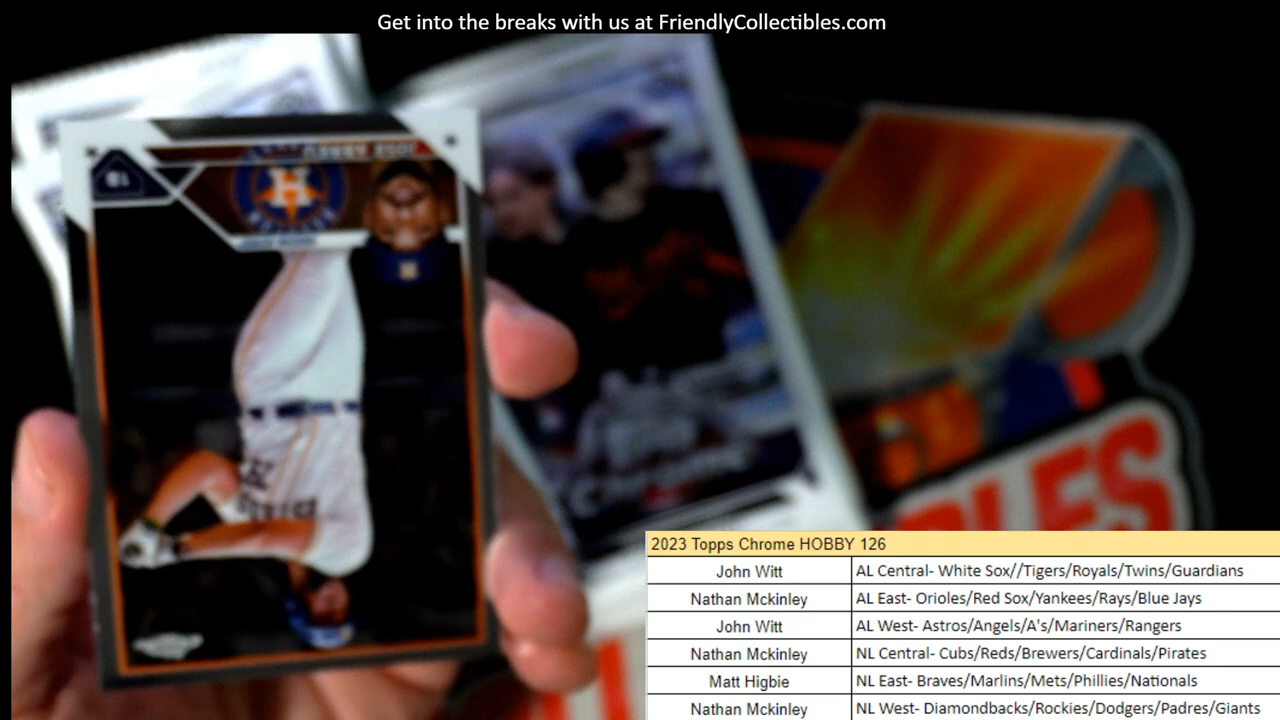 Get into the breaks with us at FriendlyCollectibles.com
1B
H
Chrome
BLES
2023 Topps Chrome HOBBY 126
John Witt AL Central- White Sox//Tigers/Royals/Twins/Guardians
Nathan Mckinley AL East- Orioles/Red Sox/Yankees/Rays/Blue Jays
John Witt AL West- Astros/Angels/A's/Mariners/Rangers
Nathan Mckinley NL Central- Cubs/Reds/Brewers/Cardinals/Pirates
Matt Higbie NL East- Braves/Marlins/Mets/Phillies/Nationals
Nathan Mckinley NL West- Diamondbacks/Rockies/Dodgers/Padres/Giants